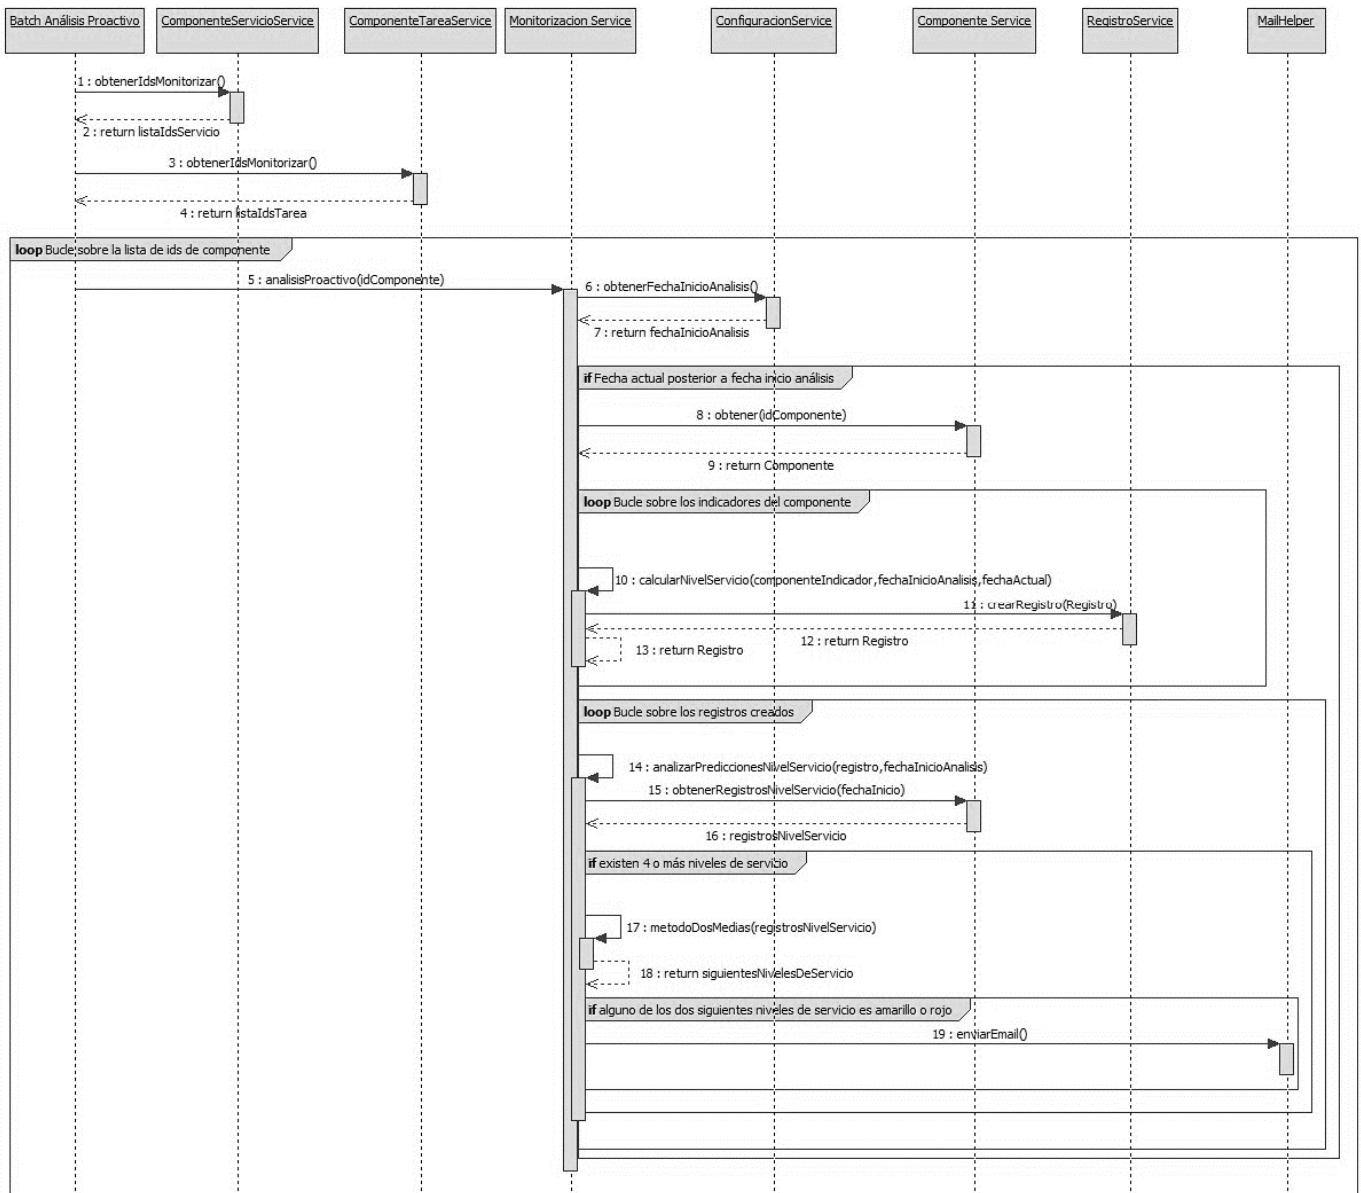 Batch Análisis Proactivo
ComponenteServicioService
ComponenteTareaService
Monitorizacion Service
ConfiguracionService
Componente Service
RegistroService
MailHelper
1 : obtenerIdsMonitorizar()
2 : return listaIdsServicio
3 : obtenerIdsMonitorizar()
4 : return listaIdsTarea
loop Bucle sobre la lista de ids de componente
5 : analisisProactivo(idComponente)
6 : obtenerFechaInicioAnalisis()
7 : return fechaInicioAnalisis
if Fecha actual posterior a fecha inicio análisis
8 : obtener(idComponente)
9 : return Componente
loop Bucle sobre los indicadores del componente
10 : calcularNivelServicio(componenteIndicador,fechaInicioAnalisis,fechaActual)
11 : crearRegistro(Registro)
12 : return Registro
13 : return Registro
loop Bucle sobre los registros creados
14 : analizarPrediccionesNivelServicio(registro,fechaInicioAnalisis)
15 : obtenerRegistrosNivelServicio(fechaInicio)
16 : registrosNivelServicio
if existen 4 o más niveles de servicio
17 : metodoDosMedias(registrosNivelServicio)
18 : return siguientesNivelesDeServicio
if alguno de los dos siguientes niveles de servicio es amarillo o rojo
19 : enviarEmail()